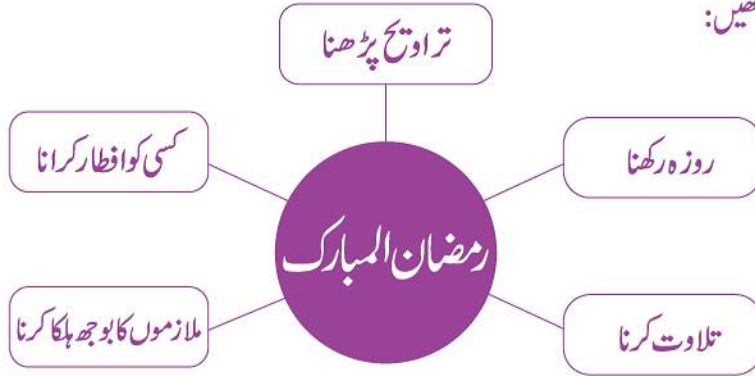 تراویح پڑھنا
کسی کو افطار کرانا
روزہ رکھنا
رمضان المبارک
ملازموں کا بوجھ ہلکا کرنا
تلاوت کرنا